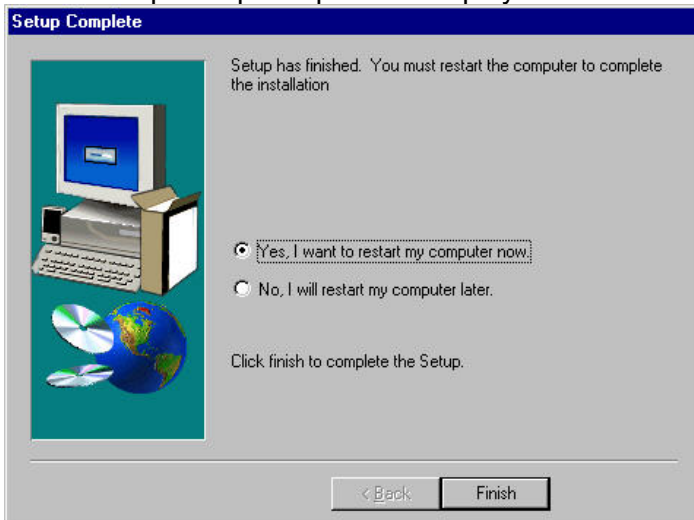 Setup Complete
Setup has finished.  You must restart the computer to complete
the installation
Yes, I want to restart my computer now.
No, I will restart my computer later.
Click finish to complete the Setup.
< Back
Finish